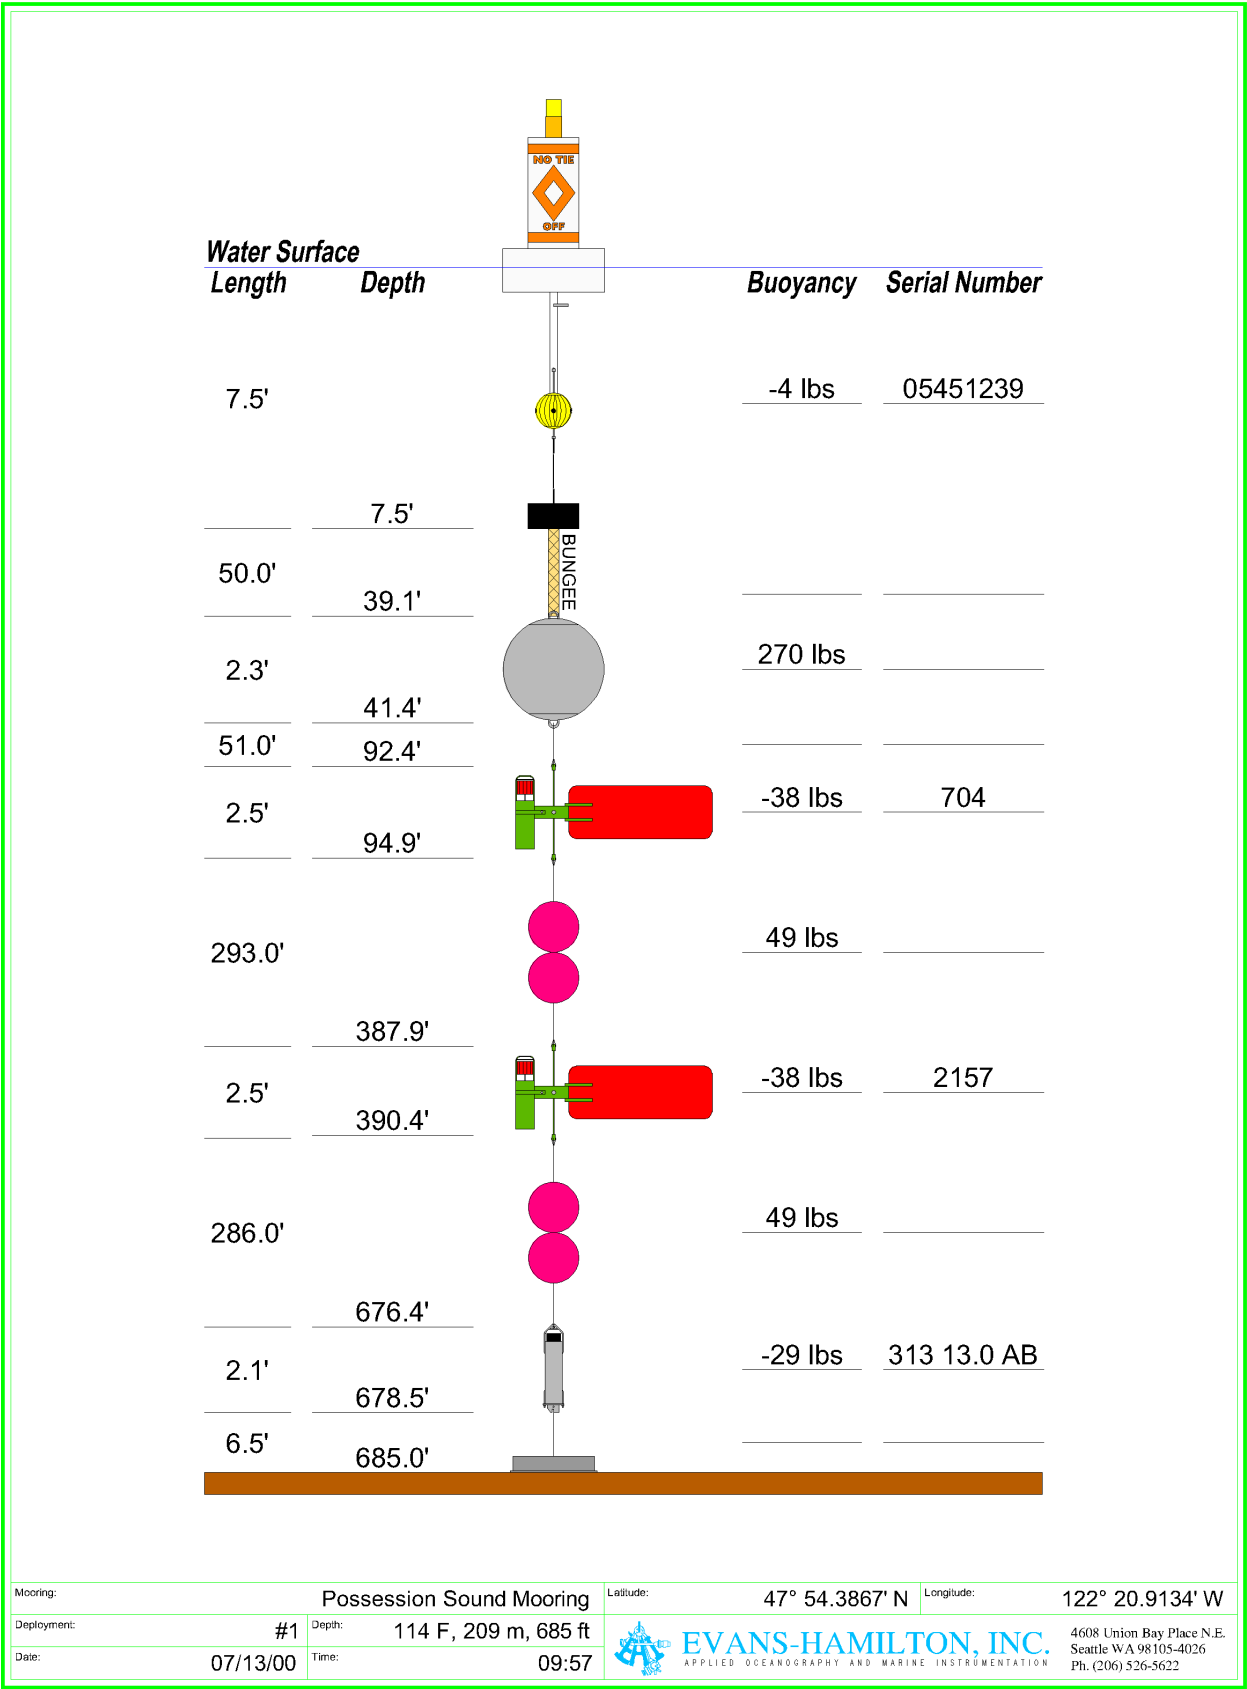 NO TIE
OFF
Water Surface
Length Depth Buoyancy Serial Number
7.5' -4 lbs 05451239
7.5'
BUNGEE
50.0'
39.1'
2.3' 270 lbs
41.4'
51.0' 92.4'
2.5' -38 lbs 704
94.9'
293.0' 49 lbs
387.9'
2.5' -38 lbs 2157
390.4'
286.0' 49 lbs
676.4'
2.1' -29 lbs 313 13.0 AB
678.5'
6.5' 685.0'
Mooring: Possession Sound Mooring Latitude: 47° 54.3867' N Longitude: 122° 20.9134' W
Deployment: #1 Depth: 114 F, 209 m, 685 ft
Date: 07/13/00 Time: 09:57
EVANS-HAMILTON, INC.
APPLIED OCEANOGRAPHY AND MARINE INSTRUMENTATION
4608 Union Bay Place N.E.
Seattle WA 98105-4026
Ph. (206) 526-5622